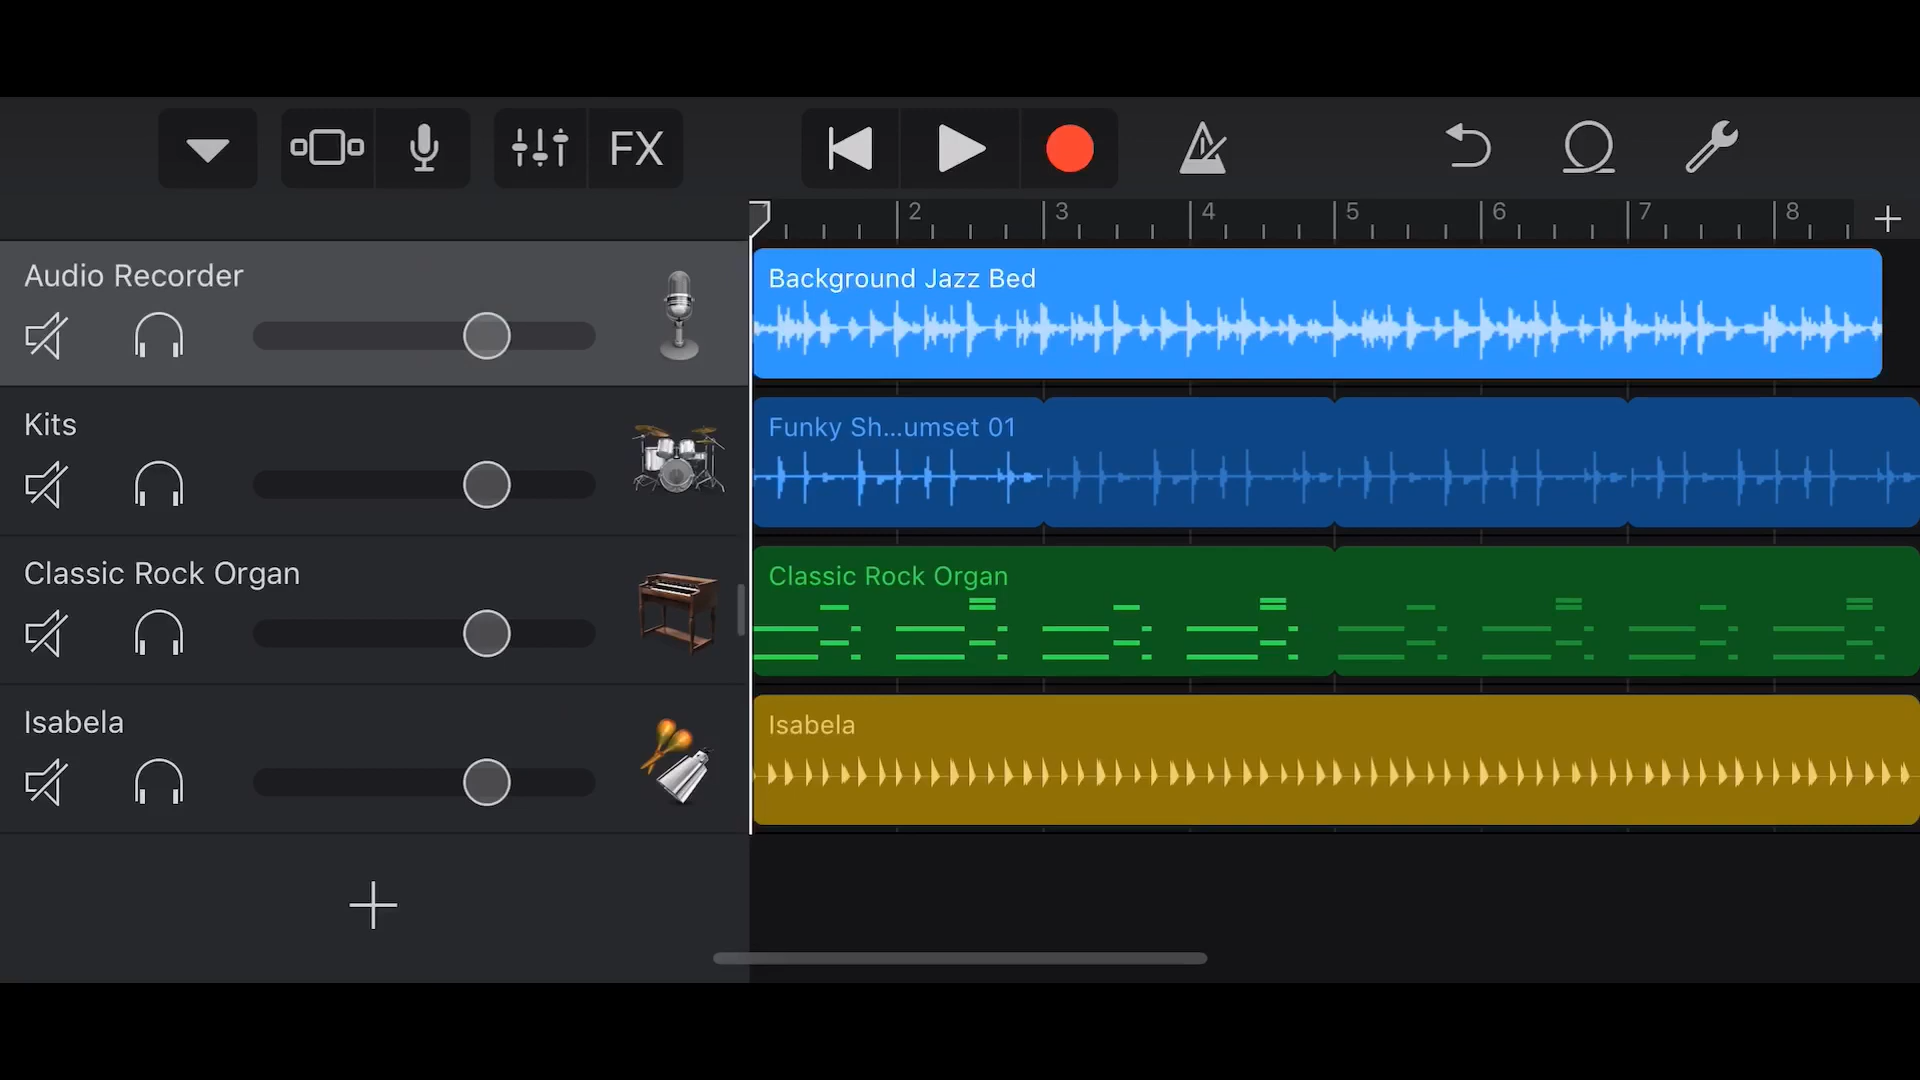 FX
2 3 4 5 6 7 8
Audio Recorder
Background Jazz Bed
Kits
Funky Sh...umset 01
Classic Rock Organ
Classic Rock Organ
Isabela
Isabela